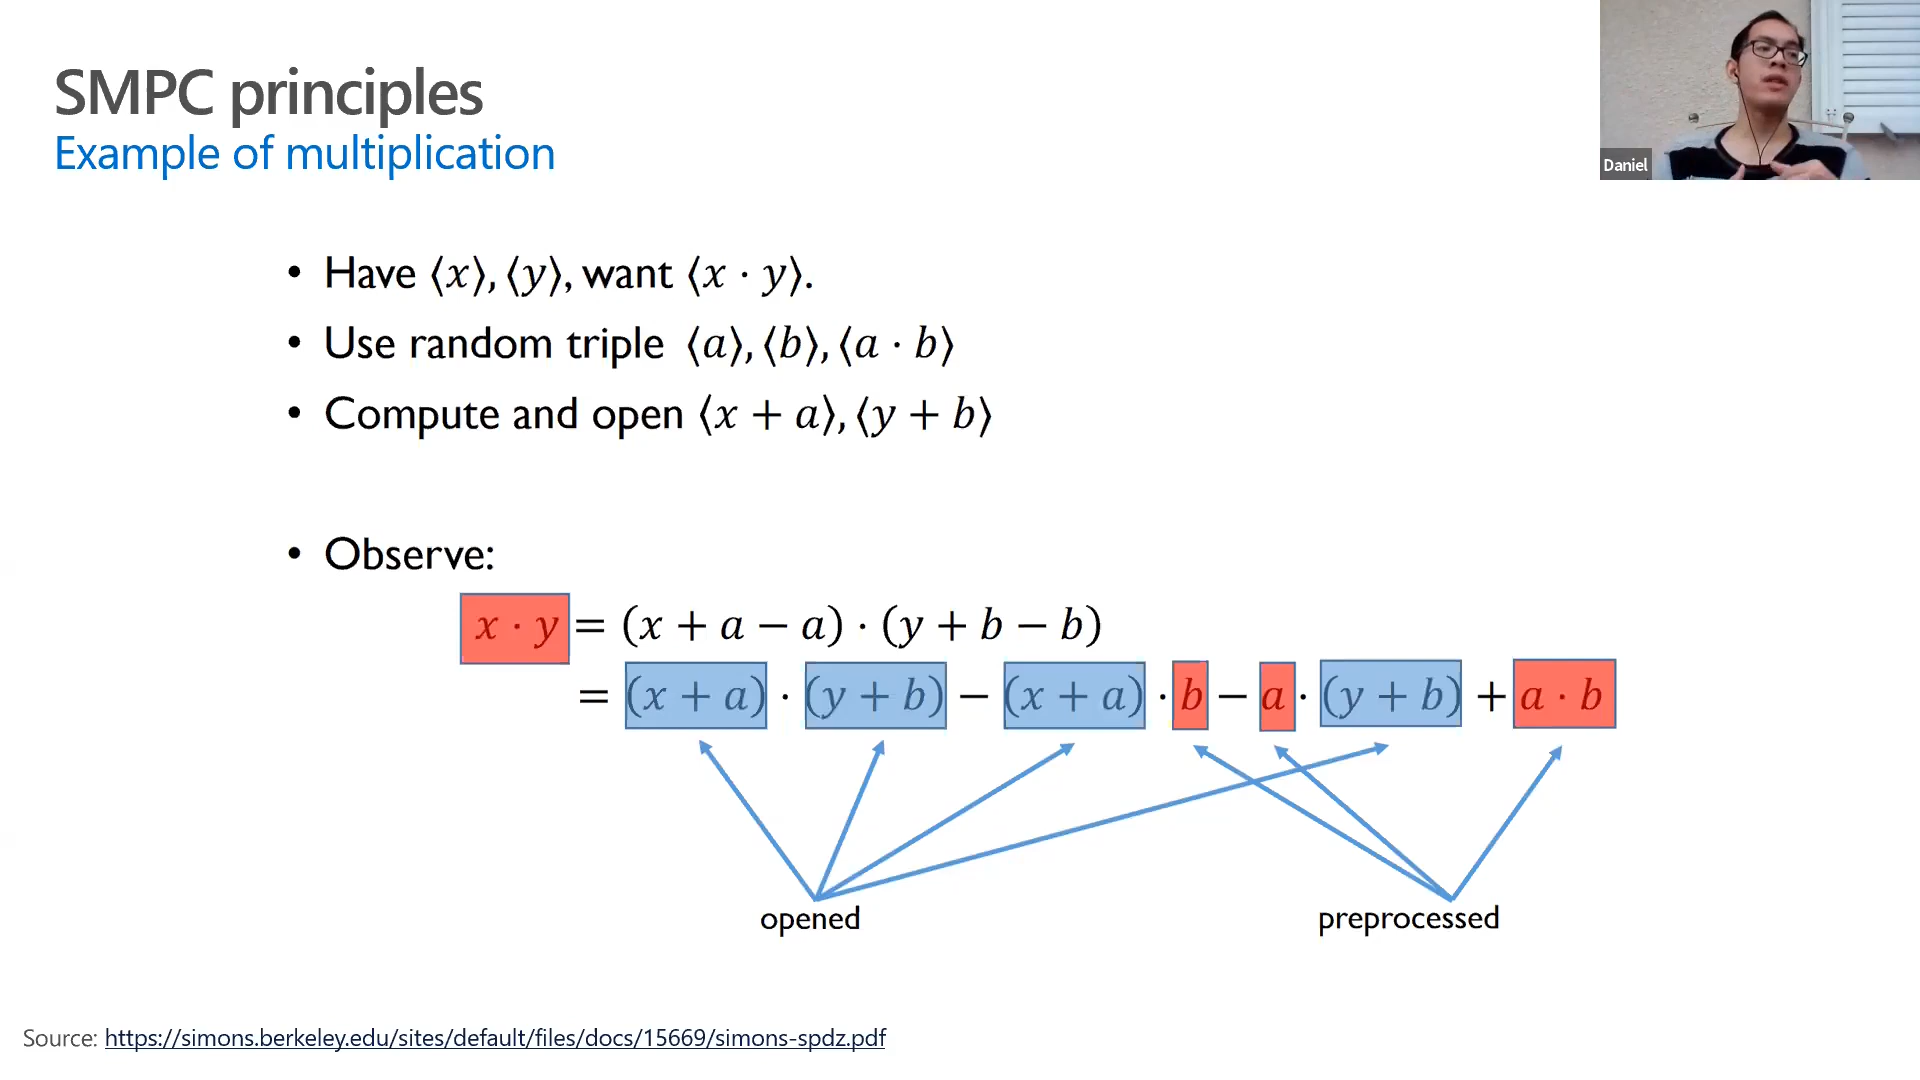 SMPC principles
Example of multiplication
Daniel
• Have ⟨x⟩, ⟨y⟩, want ⟨x · y⟩.
• Use random triple ⟨a⟩, ⟨b⟩, ⟨a · b⟩
• Compute and open ⟨x + a⟩, ⟨y + b⟩
• Observe:
x · y = (x + a − a) · (y + b − b)
= (x + a) · (y + b) − (x + a) · b − a · (y + b) + a · b
opened
preprocessed
Source: https://simons.berkeley.edu/sites/default/files/docs/15669/simons-spdz.pdf